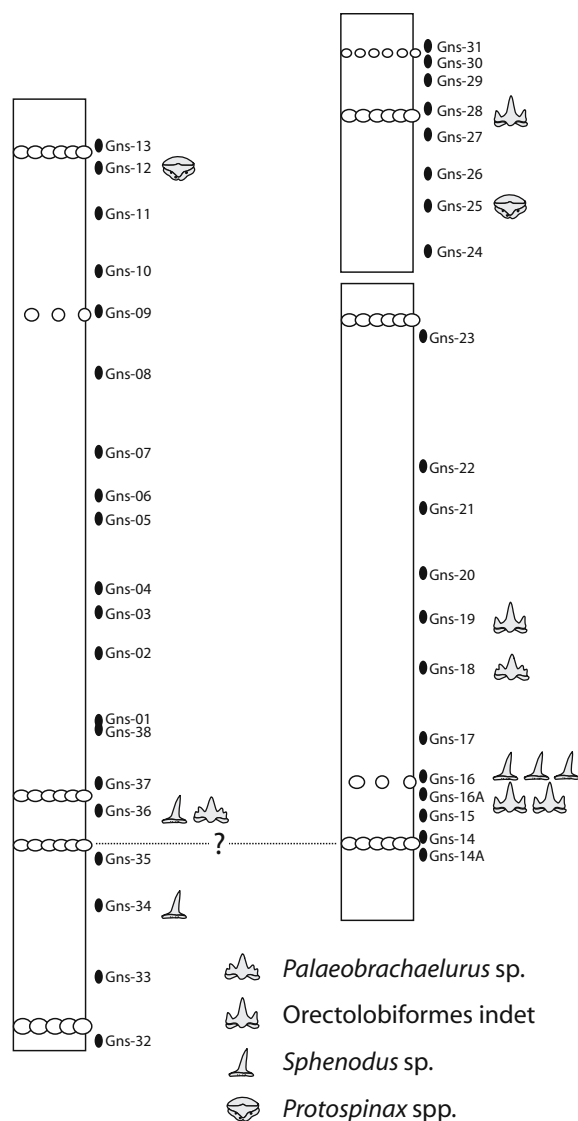 Gns-13
Gns-12
Gns-11
Gns-10
Gns-09
Gns-08
Gns-07
Gns-06
Gns-05
Gns-04
Gns-03
Gns-02
Gns-01
Gns-38
Gns-37
Gns-36
?
Gns-35
Gns-34
Gns-33
Gns-32
Gns-31
Gns-30
Gns-29
Gns-28
Gns-27
Gns-26
Gns-25
Gns-24
Gns-23
Gns-22
Gns-21
Gns-20
Gns-19
Gns-18
Gns-17
Gns-16
Gns-16A
Gns-15
Gns-14
Gns-14A
Palaeobrachaelurus sp.
Orectolobiformes indet
Sphenodus sp.
Protospinax spp.